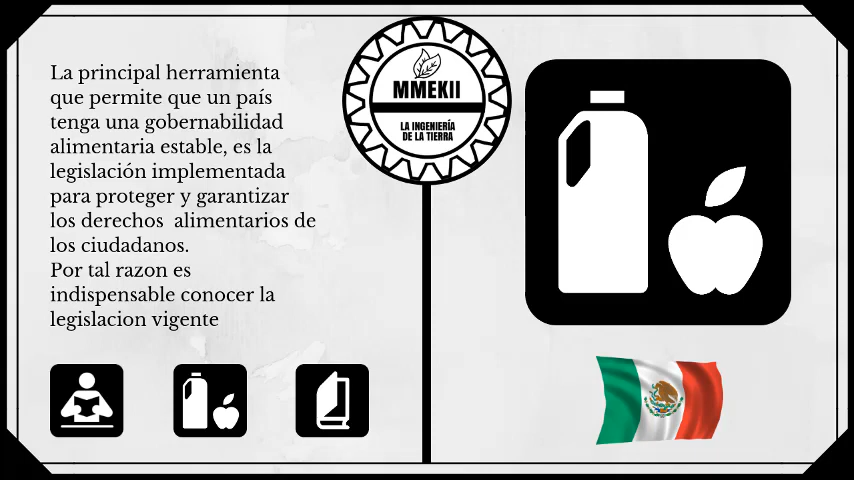 La principal herramienta
que permite que un país
tenga una gobernabilidad
alimentaria estable, es la
legislación implementada
para proteger y garantizar
los derechos  alimentarios de
los ciudadanos.
Por tal razon es
indispensable conocer la
legislacion vigente
MMEKII
LA INGENIERÍA
DE LA TIERRA